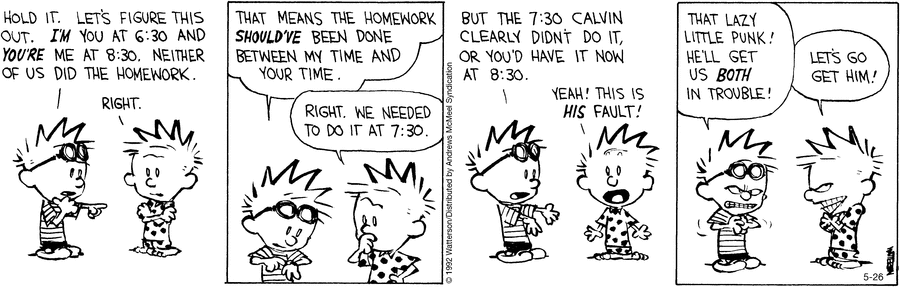 HOLD IT. LET'S FIGURE THIS
OUT. I'M YOU AT 6:30 AND
YOU'RE ME AT 8:30. NEITHER
OF US DID THE HOMEWORK.
RIGHT.
THAT MEANS THE HOMEWORK
SHOULD'VE BEEN DONE
BETWEEN MY TIME AND
YOUR TIME.
RIGHT. WE NEEDED
TO DO IT AT 7:30.
© 1992 Watterson/Distributed by Andrews McMeel Syndication
BUT THE 7:30 CALVIN
CLEARLY DIDN'T DO IT,
OR YOU'D HAVE IT NOW
AT 8:30.
YEAH! THIS IS
HIS FAULT!
THAT LAZY
LITTLE PUNK!
HE'LL GET
US BOTH
IN TROUBLE!
LET'S GO
GET HIM!
5-26
WATTERSON